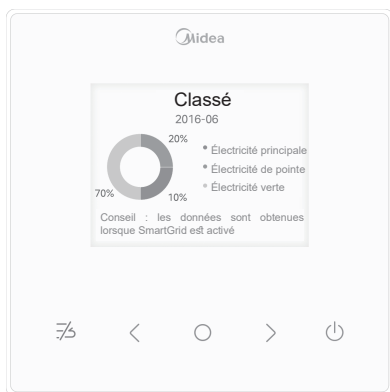 Midea
Classé
2016-06
20%
• Électricité principale
• Électricité de pointe
70%
• Électricité verte
10%
Conseil : les données sont obtenues
lorsque SmartGrid est activé